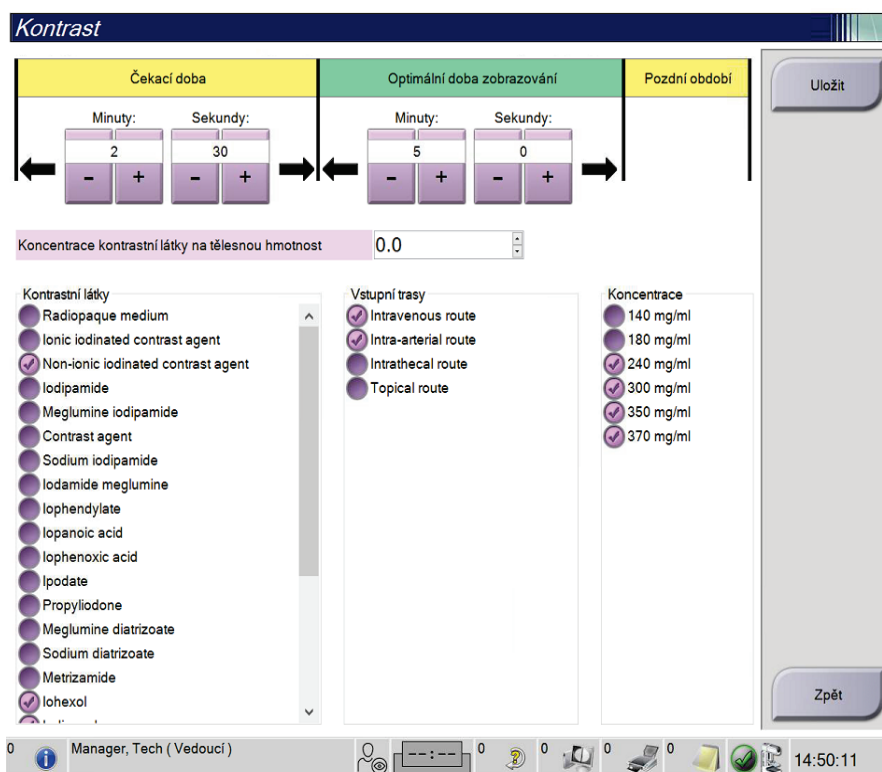 Kontrast
Čekací doba
Optimální doba zobrazování
Pozdní období
Uložit
Minuty: Sekundy: Minuty: Sekundy:
2 30 5 0
- + - + - + - +
Koncentrace kontrastní látky na tělesnou hmotnost 0.0
Kontrastní látky
Radiopaque medium
Ionic iodinated contrast agent
Non-ionic iodinated contrast agent
Iodipamide
Meglumine iodipamide
Contrast agent
Sodium iodipamide
Iodamide meglumine
Iophendylate
Iopanoic acid
Iophenoxic acid
Ipodate
Propyliodone
Meglumine diatrizoate
Sodium diatrizoate
Metrizamide
Iohexol
Vstupní trasy
Intravenous route
Intra-arterial route
Intrathecal route
Topical route
Koncentrace
140 mg/ml
180 mg/ml
240 mg/ml
300 mg/ml
350 mg/ml
370 mg/ml
Zpět
0 Manager, Tech ( Vedoucí ) --:-- 0 0 0 0 14:50:11